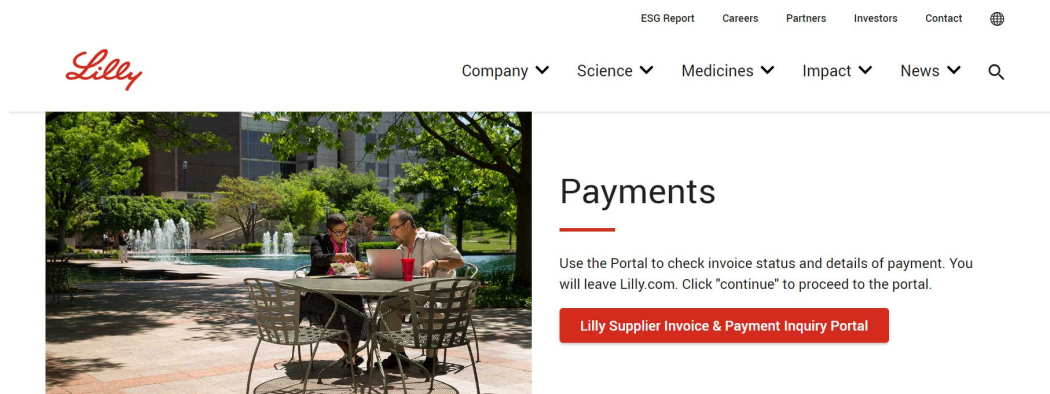 ESG Report Careers Partners Investors Contact
Lilly
Company Science Medicines Impact News
Payments
Use the Portal to check invoice status and details of payment. You
will leave Lilly.com. Click "continue" to proceed to the portal.
Lilly Supplier Invoice & Payment Inquiry Portal